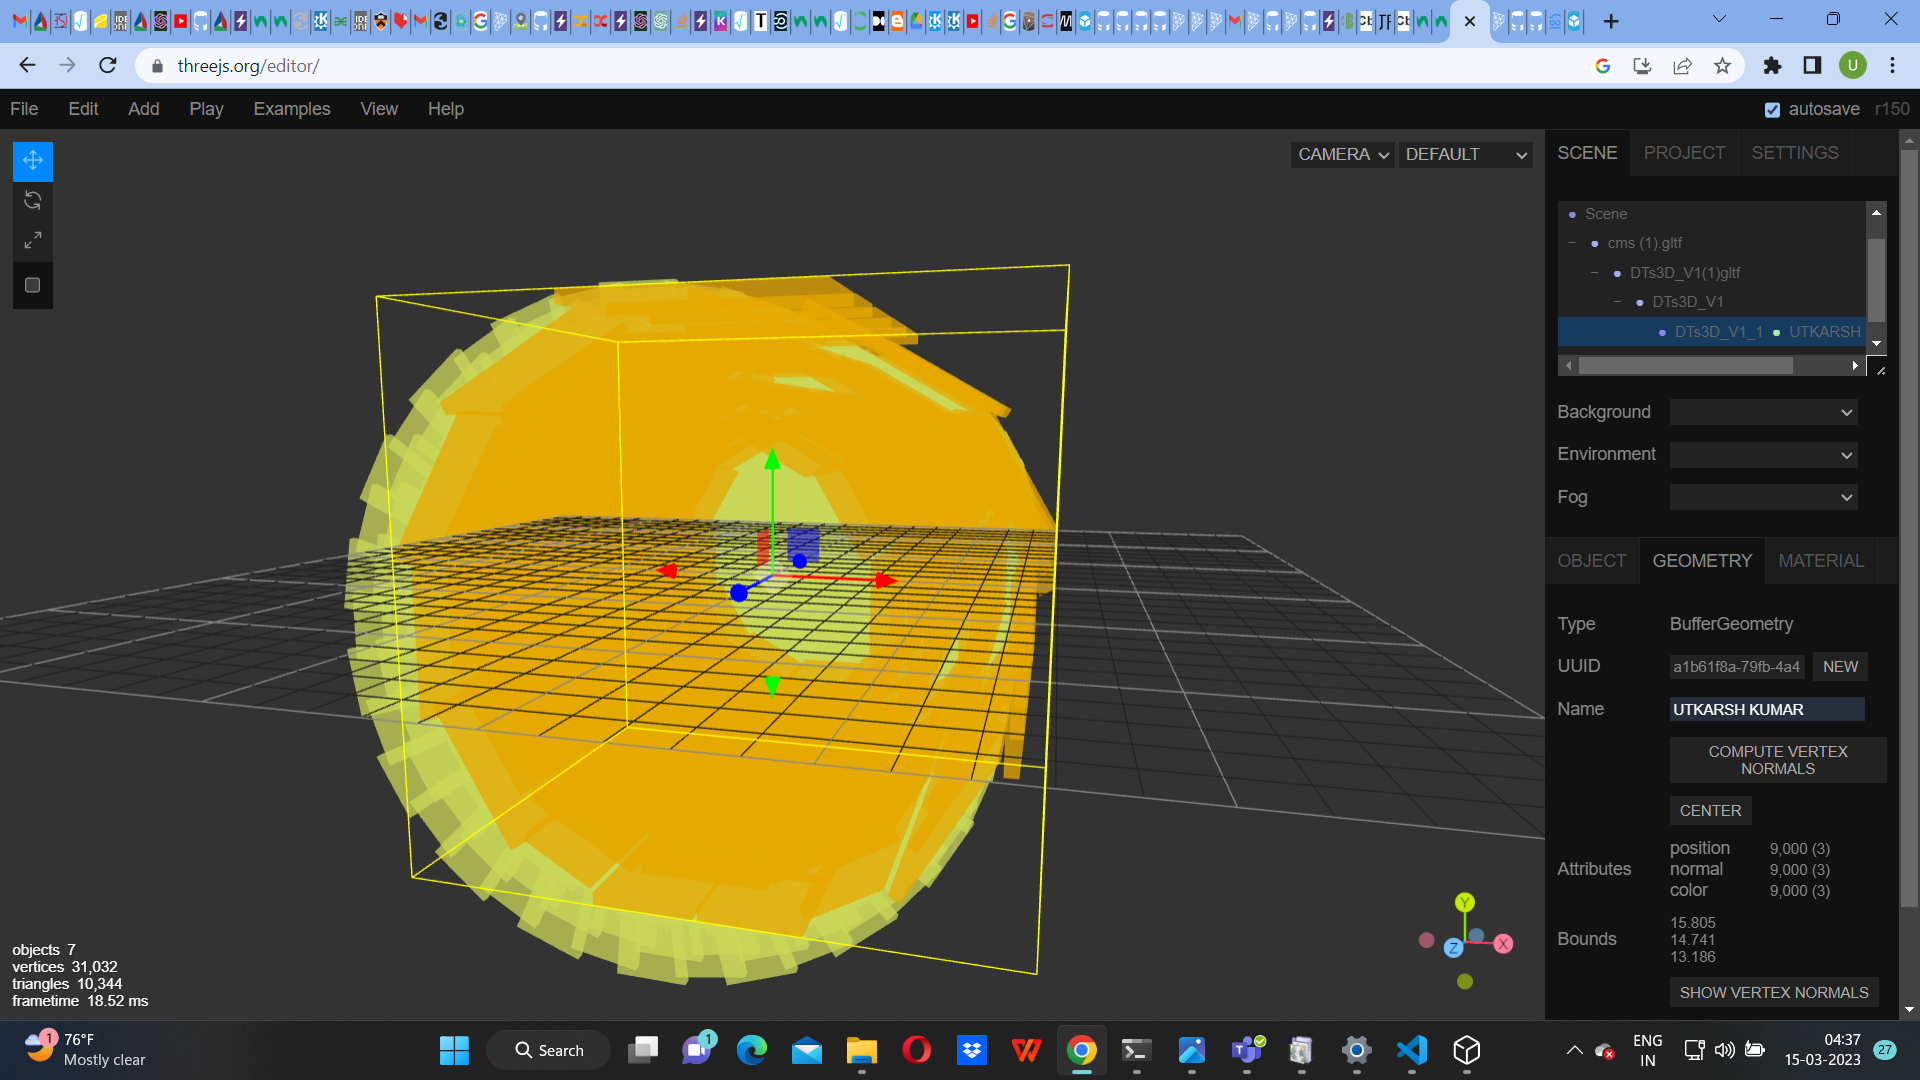 threejs.org/editor/
U
File Edit Add Play Examples View Help
autosave r150
CAMERA DEFAULT
SCENE PROJECT SETTINGS
Scene
cms (1).gltf
DTs3D_V1(1)gltf
DTs3D_V1
DTs3D_V1_1 UTKARSH
Background
Environment
Fog
OBJECT GEOMETRY MATERIAL
Type BufferGeometry
UUID a1b61f8a-79fb-4a4 NEW
Name UTKARSH KUMAR
COMPUTE VERTEX
NORMALS
CENTER
Attributes
position 9,000 (3)
normal 9,000 (3)
color 9,000 (3)
Bounds
15.805
14.741
13.186
SHOW VERTEX NORMALS
Y
Z
X
objects 7
vertices 31,032
triangles 10,344
frametime 18.52 ms
1
76°F
Mostly clear
Search
1
ENG
IN
04:37
15-03-2023
27